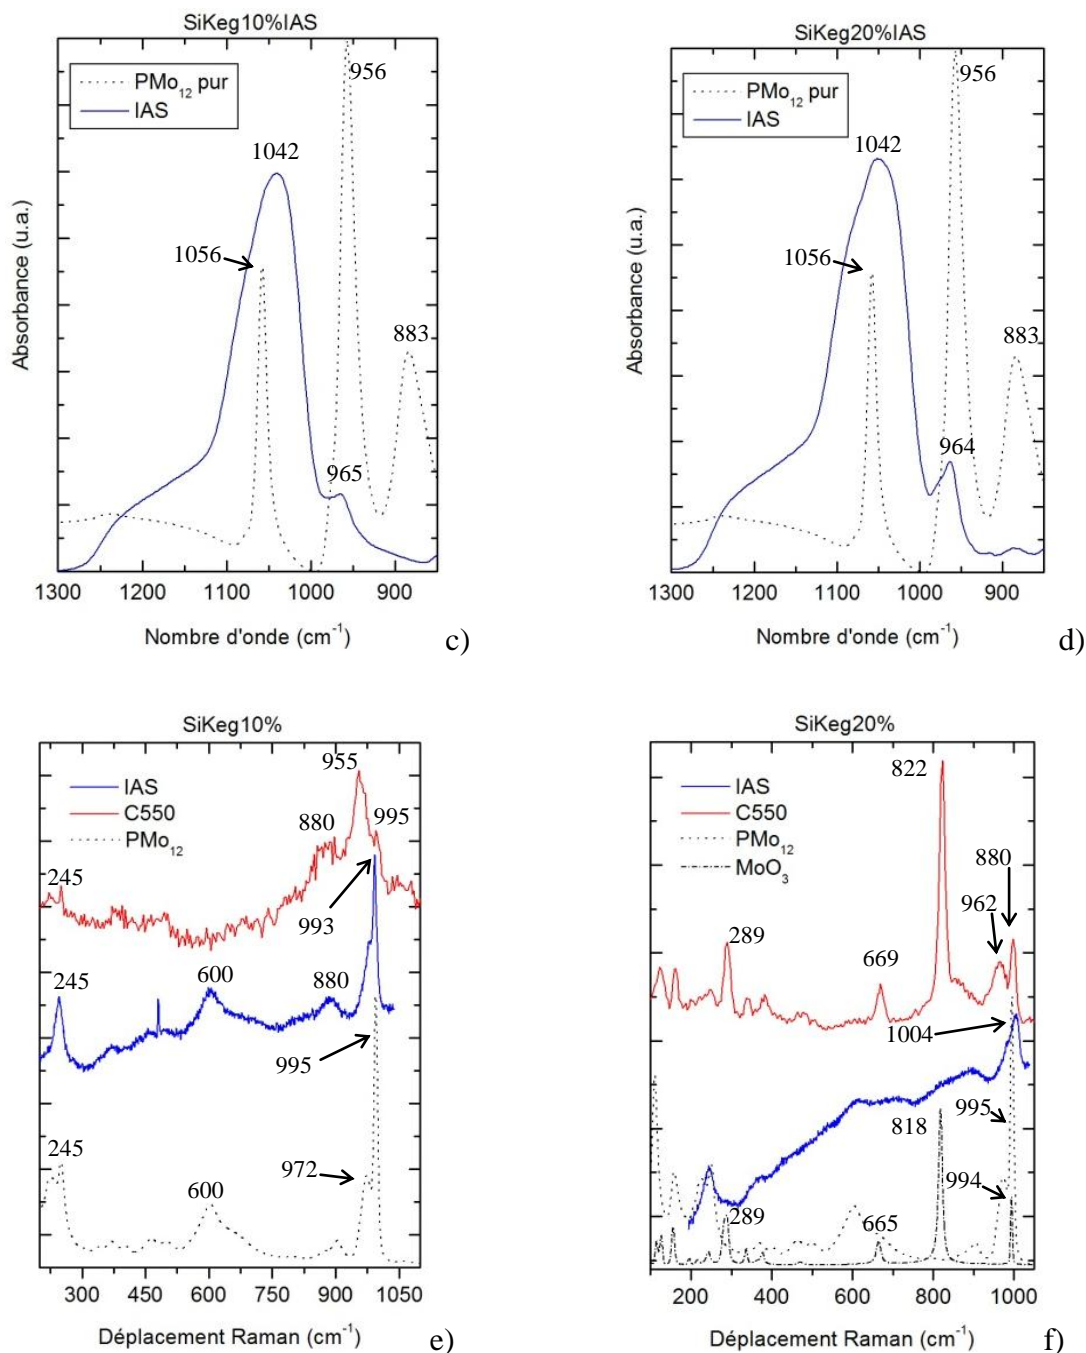 SiKeg10%IAS
PMo12 pur
IAS
956
1042
1056
883
965
Absorbance (u.a.)
1300 1200 1100 1000 900
Nombre d'onde (cm-1)
c)
SiKeg20%IAS
PMo12 pur
IAS
956
1042
1056
883
964
Absorbance (u.a.)
1300 1200 1100 1000 900
Nombre d'onde (cm-1)
d)
SiKeg10%
IAS
C550
PMo12
955
880
995
245
993
245
600
880
995
245
972
600
300 450 600 750 900 1050
Déplacement Raman (cm-1)
e)
SiKeg20%
IAS
C550
PMo12
MoO3
822
880
962
289
669
1004
995
818
994
289
665
200 400 600 800 1000
Déplacement Raman (cm-1)
f)